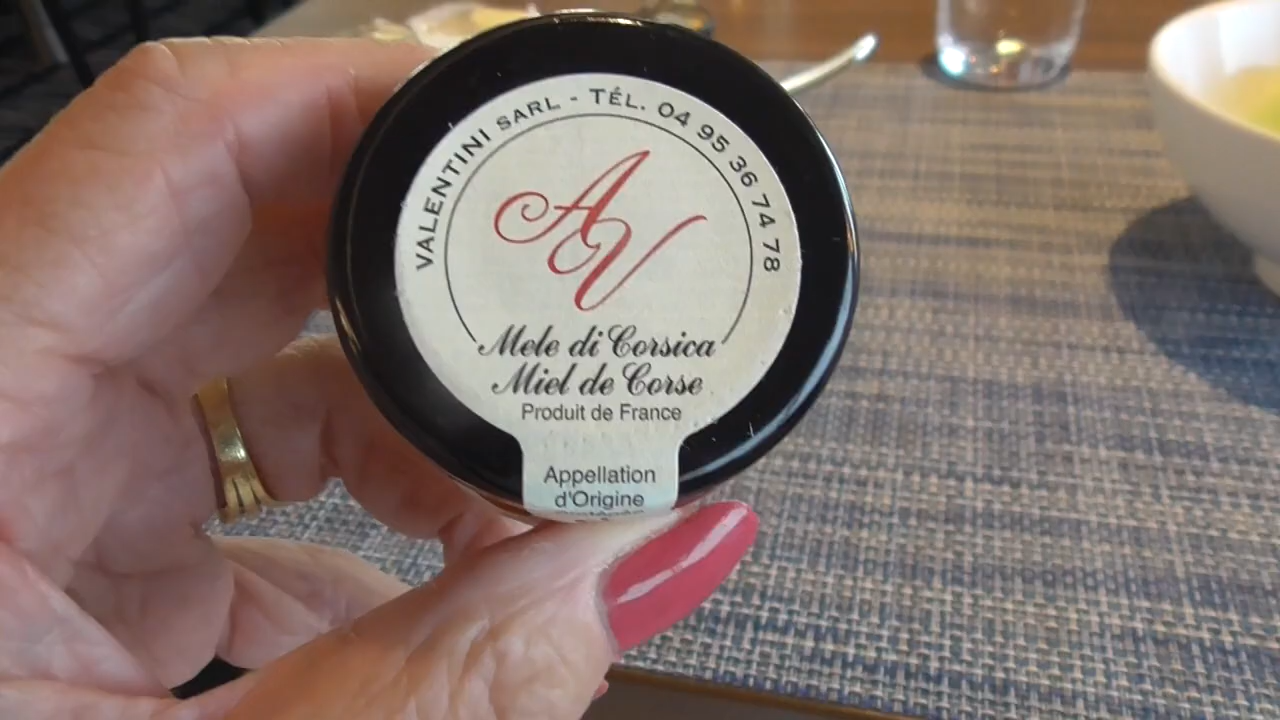 VALENTINI SARL - TÉL. 04 95 36 74 78
AV
Mele di Corsica
Miel de Corse
Produit de France
Appellation
d'Origine